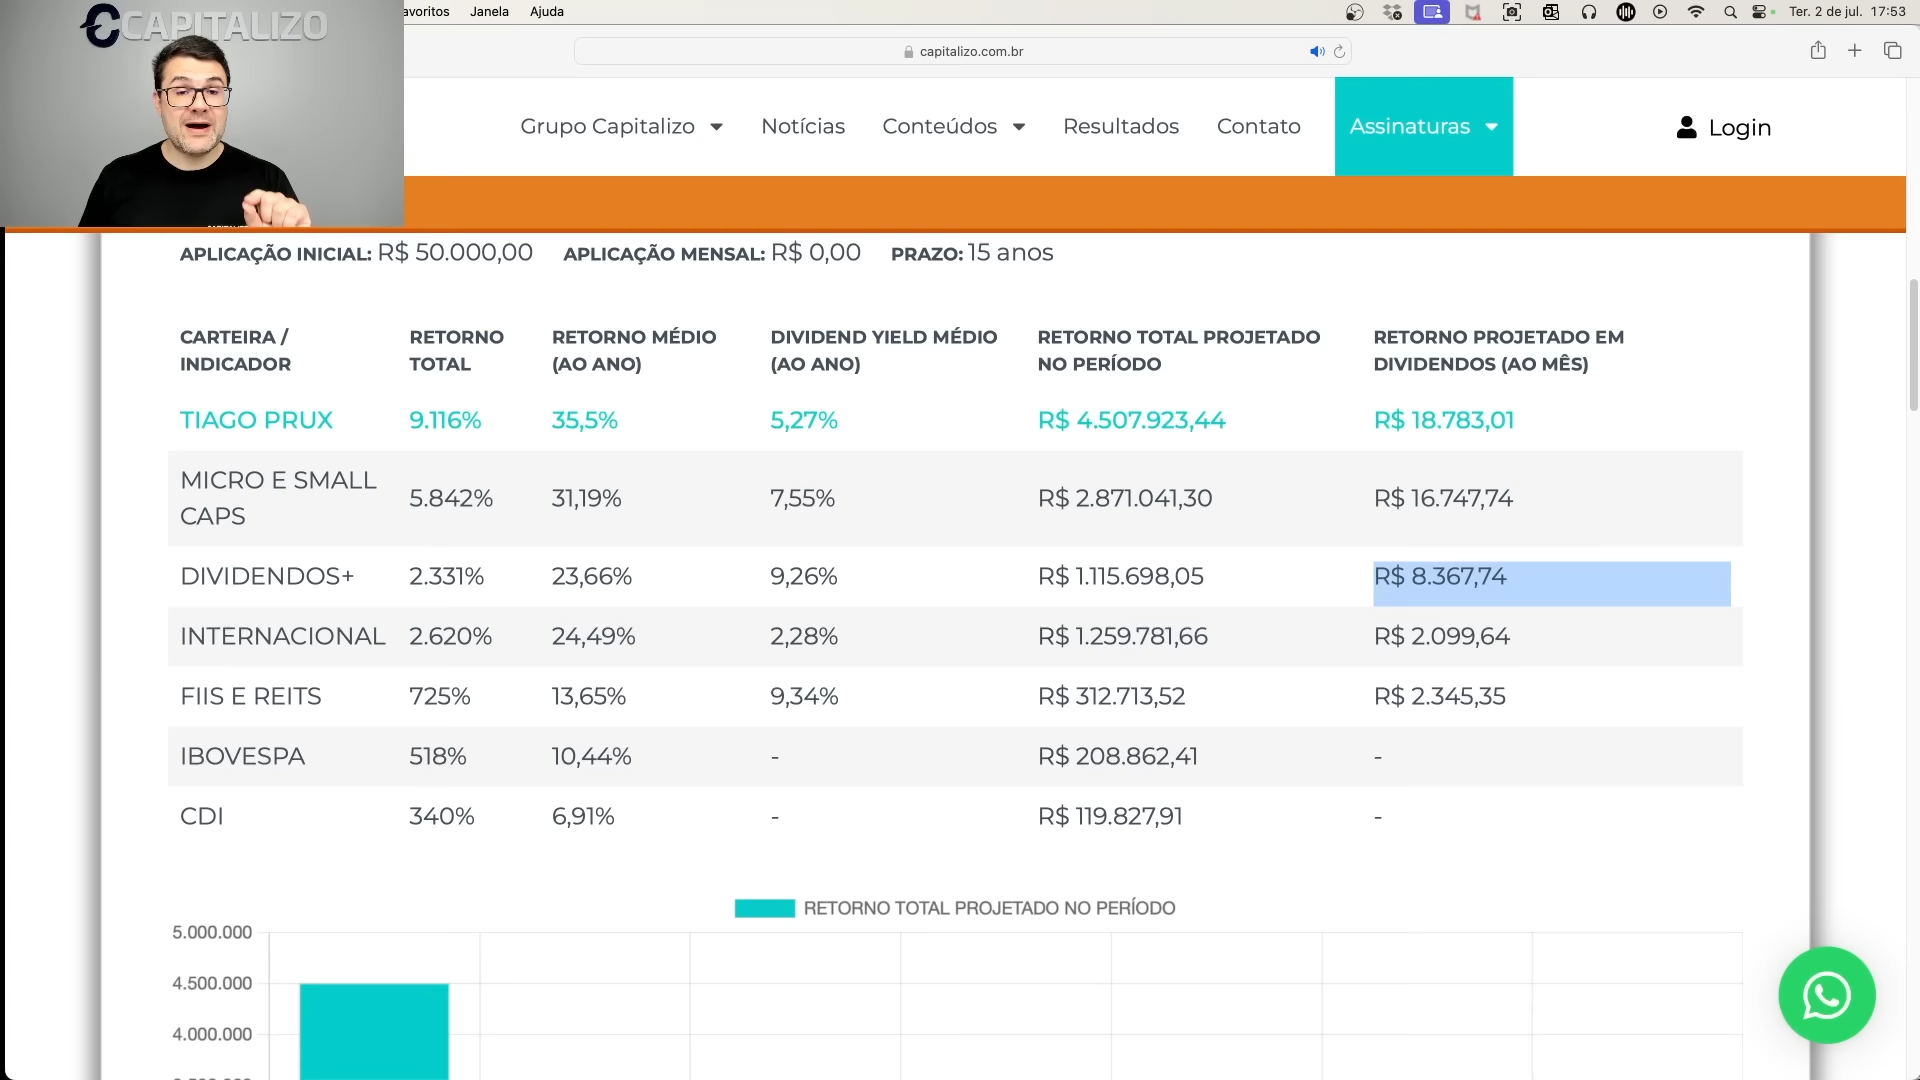 CAPITALIZO
avoritos Janela Ajuda
Ter. 2 de jul. 17:53
capitalizo.com.br
Grupo Capitalizo Notícias Conteúdos Resultados Contato Assinaturas Login
APLICAÇÃO INICIAL: R$ 50.000,00 APLICAÇÃO MENSAL: R$ 0,00 PRAZO: 15 anos
CARTEIRA / INDICADOR RETORNO TOTAL RETORNO MÉDIO (AO ANO) DIVIDEND YIELD MÉDIO (AO ANO) RETORNO TOTAL PROJETADO NO PERÍODO RETORNO PROJETADO EM DIVIDENDOS (AO MÊS)
TIAGO PRUX 9.116% 35,5% 5,27% R$ 4.507.923,44 R$ 18.783,01
MICRO E SMALL CAPS 5.842% 31,19% 7,55% R$ 2.871.041,30 R$ 16.747,74
DIVIDENDOS+ 2.331% 23,66% 9,26% R$ 1.115.698,05 R$ 8.367,74
INTERNACIONAL 2.620% 24,49% 2,28% R$ 1.259.781,66 R$ 2.099,64
FIIS E REITS 725% 13,65% 9,34% R$ 312.713,52 R$ 2.345,35
IBOVESPA 518% 10,44% - R$ 208.862,41 -
CDI 340% 6,91% - R$ 119.827,91 -
RETORNO TOTAL PROJETADO NO PERÍODO
5.000.000
4.500.000
4.000.000